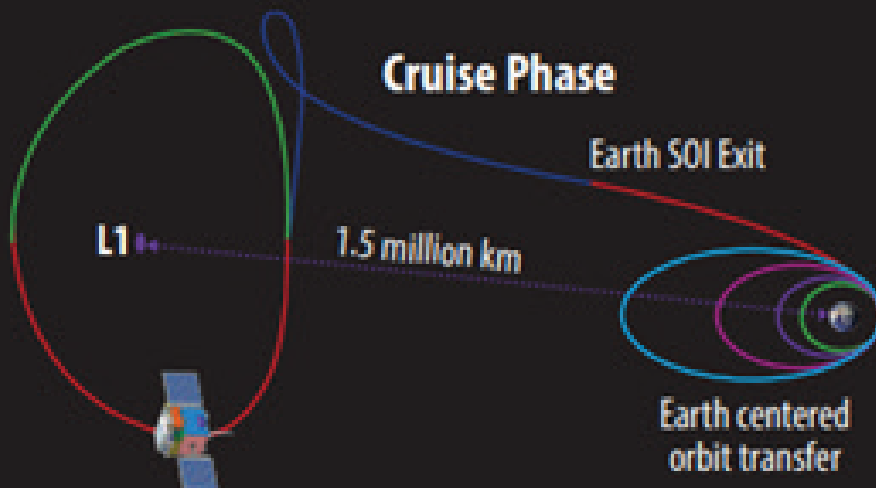 Cruise Phase
Earth SOI Exit
L1
1.5 million km
Earth centered
orbit transfer